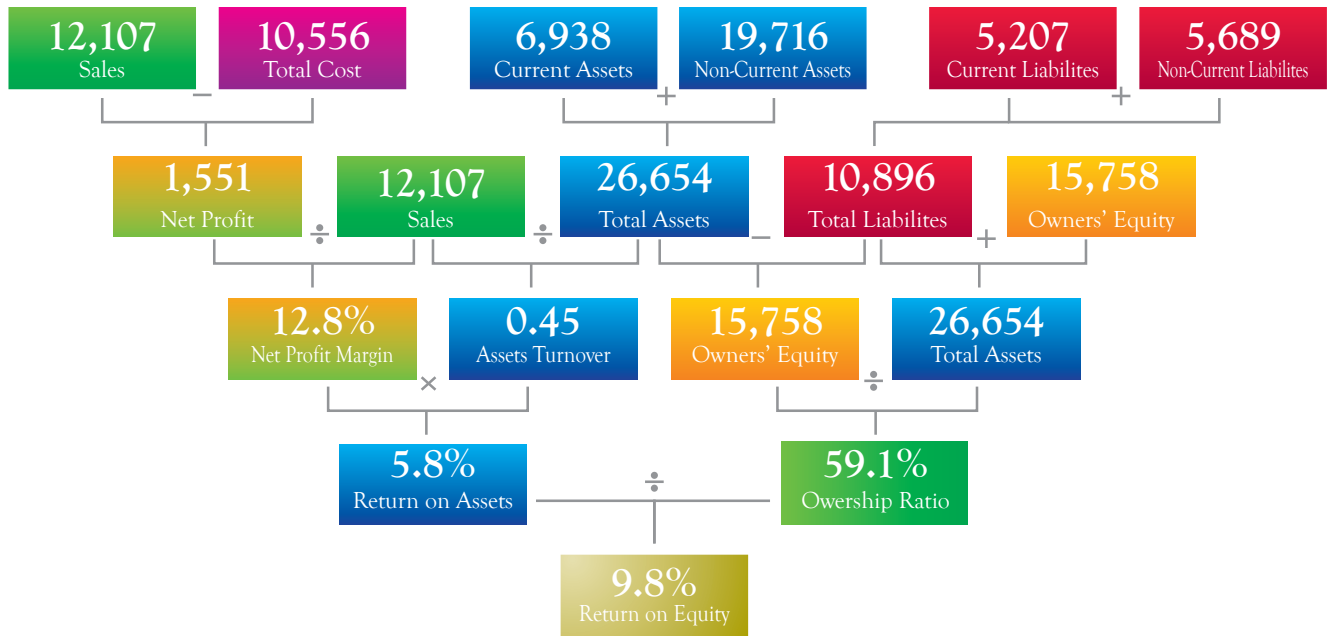 12,107
Sales
10,556
Total Cost
6,938
Current Assets
19,716
Non-Current Assets
5,207
Current Liabilites
5,689
Non-Current Liabilites
−
+
+
1,551
Net Profit
÷
12,107
Sales
÷
26,654
Total Assets
−
10,896
Total Liabilites
+
15,758
Owners' Equity
12.8%
Net Profit Margin
×
0.45
Assets Turnover
15,758
Owners' Equity
÷
26,654
Total Assets
5.8%
Return on Assets
÷
59.1%
Owership Ratio
9.8%
Return on Equity